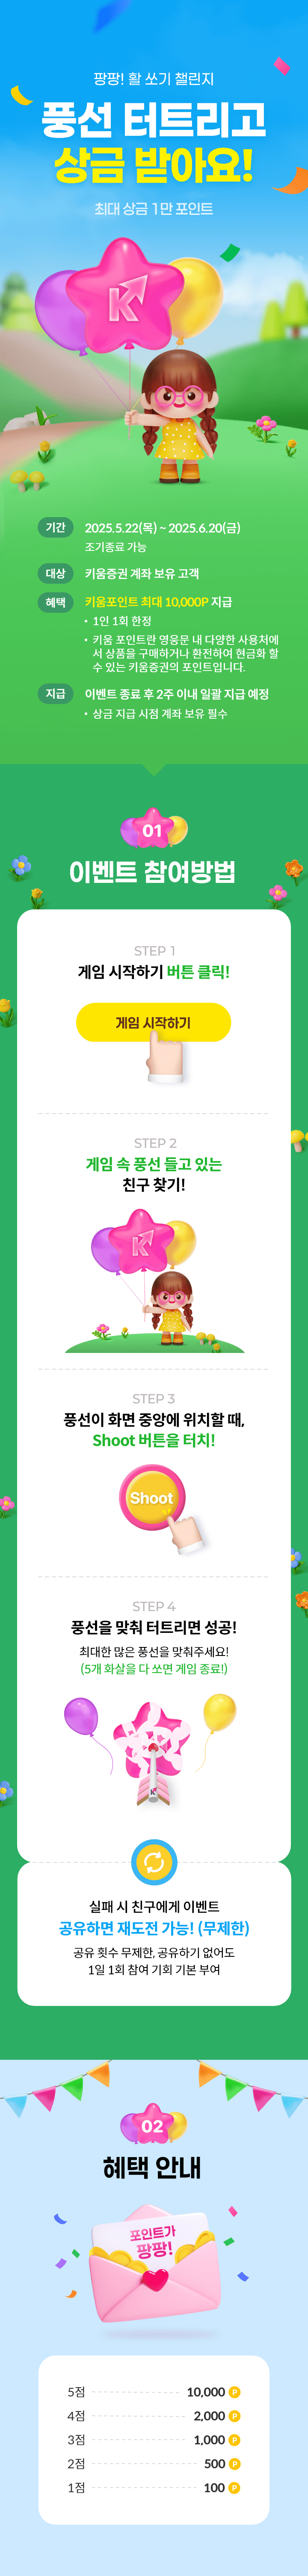 팡팡! 활 쏘기 챌린지
풍선 터트리고
상금 받아요!
최대 상금 1만 포인트
K
기간 2025.5.22(목) ~ 2025.6.20(금)
조기종료 가능
대상 키움증권 계좌 보유 고객
혜택 키움포인트 최대 10,000P 지급
• 1인 1회 한정
• 키움 포인트란 영웅문 내 다양한 사용처에
서 상품을 구매하거나 환전하여 현금화 할
수 있는 키움증권의 포인트입니다.
지급 이벤트 종료 후 2주 이내 일괄 지급 예정
• 상금 지급 시점 계좌 보유 필수
01
이벤트 참여방법
STEP 1
게임 시작하기 버튼 클릭!
게임 시작하기
STEP 2
게임 속 풍선 들고 있는
친구 찾기!
K
STEP 3
풍선이 화면 중앙에 위치할 때,
Shoot 버튼을 터치!
Shoot
STEP 4
풍선을 맞춰 터트리면 성공!
최대한 많은 풍선을 맞춰주세요!
(5개 화살을 다 쏘면 게임 종료!)
K
실패 시 친구에게 이벤트
공유하면 재도전 가능! (무제한)
공유 횟수 무제한, 공유하기 없어도
1일 1회 참여 기회 기본 부여
02
혜택 안내
포인트가
팡팡!
5점 10,000 P
4점 2,000 P
3점 1,000 P
2점 500 P
1점 100 P